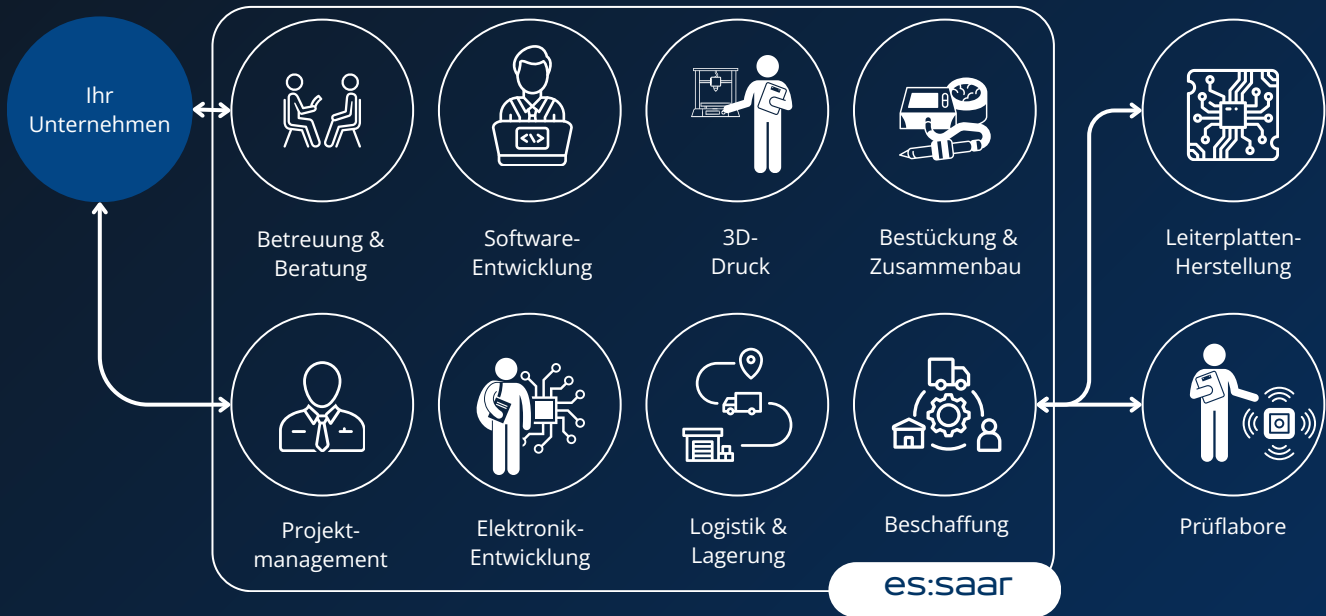 Ihr
Unternehmen
Betreuung &
Beratung
Software-
Entwicklung
3D-
Druck
Bestückung &
Zusammenbau
Leiterplatten-
Herstellung
Projekt-
management
Elektronik-
Entwicklung
Logistik &
Lagerung
Beschaffung
Prüflabore
es:saar